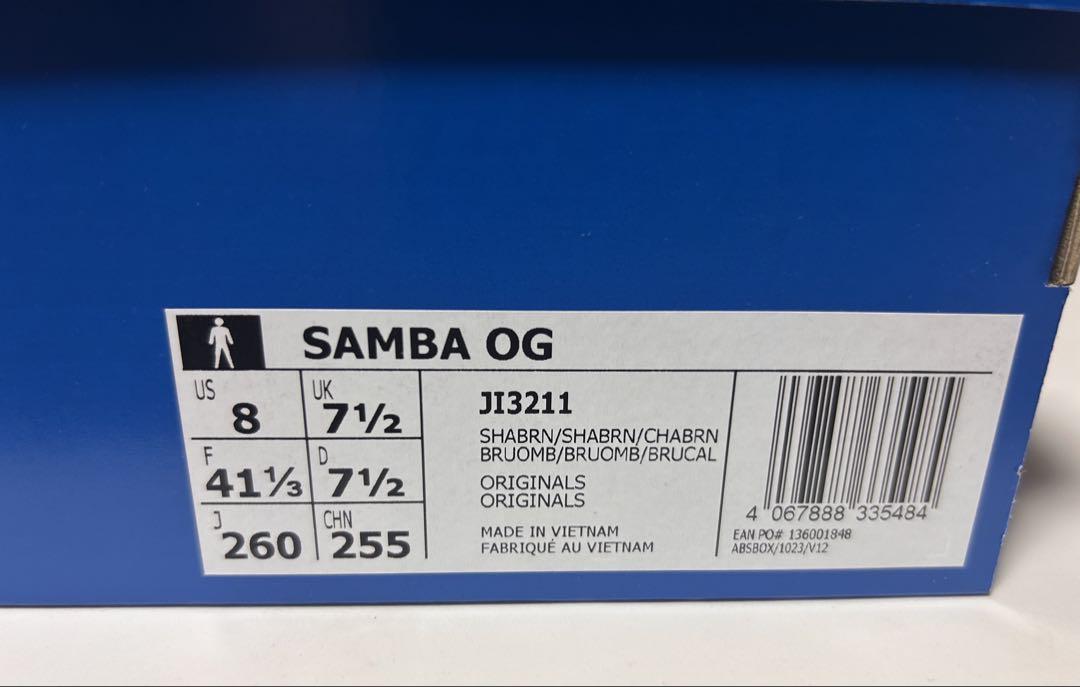 SAMBA OG
US 8
UK 7½
F 41⅓
D 7½
J 260
CHN 255
JI3211
SHABRN/SHABRN/CHABRN
BRUOMB/BRUOMB/BRUCAL
ORIGINALS
ORIGINALS
MADE IN VIETNAM
FABRIQUÉ AU VIETNAM
4 067888 335484
EAN PO# 136001848
ABSBOX/1023/V12